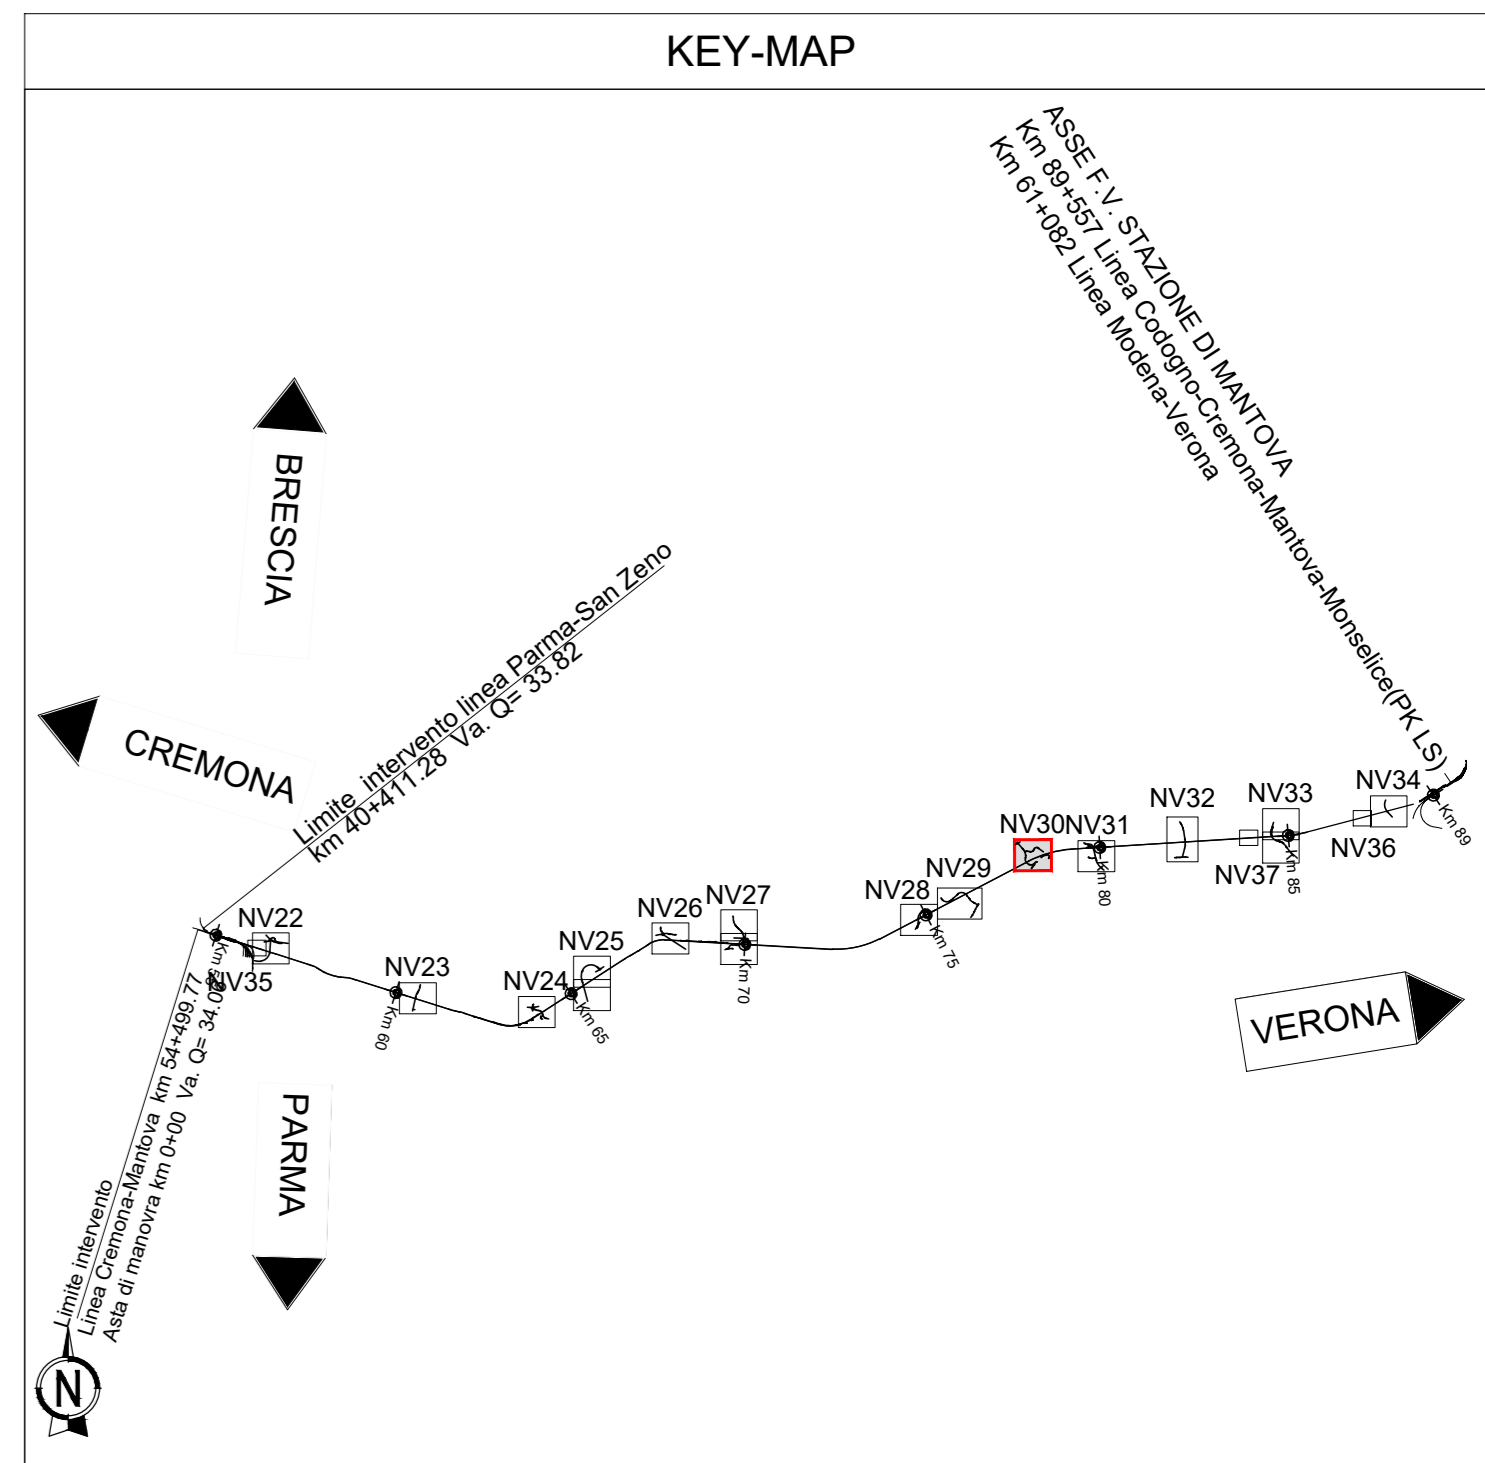 KEY-MAP
ASSE F.V. STAZIONE DI MANTOVA
Km 89+557 Linea Codogno-Cremona-Mantova-Monselice(PK LS)
Km 61+082 Linea Modena-Verona
BRESCIA
CREMONA
Limite intervento linea Parma-San Zeno
km 40+411.28 Va. Q= 33.82
NV22
NV35
NV23
Km 60
NV24
NV25
Km 65
NV26
NV27
Km 70
NV28
NV29
Km 75
NV30
NV31
Km 80
NV32
NV33
NV37
Km 85
NV36
NV34
Km 89
VERONA
PARMA
Limite intervento
Linea Cremona-Mantova km 54+499.77
Asta di manovra km 0+00 Va. Q=
N